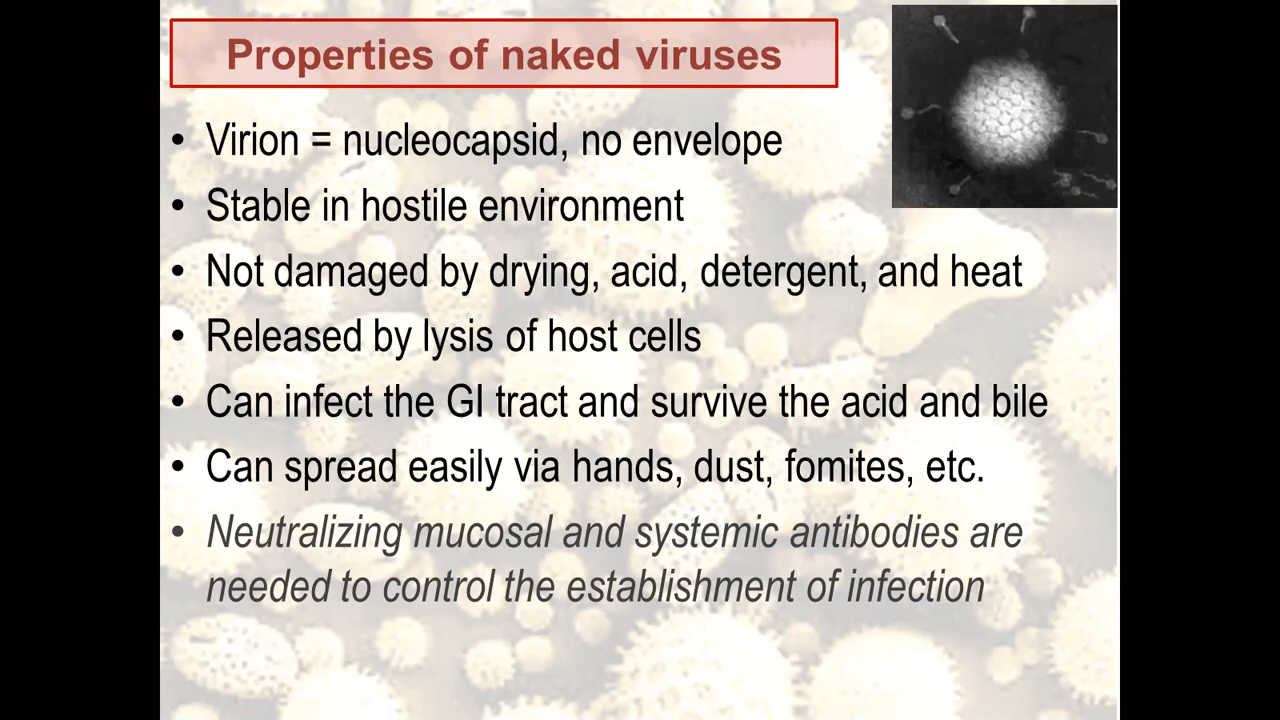 Properties of naked viruses
• Virion = nucleocapsid, no envelope
• Stable in hostile environment
• Not damaged by drying, acid, detergent, and heat
• Released by lysis of host cells
• Can infect the GI tract and survive the acid and bile
• Can spread easily via hands, dust, fomites, etc.
• Neutralizing mucosal and systemic antibodies are
needed to control the establishment of infection